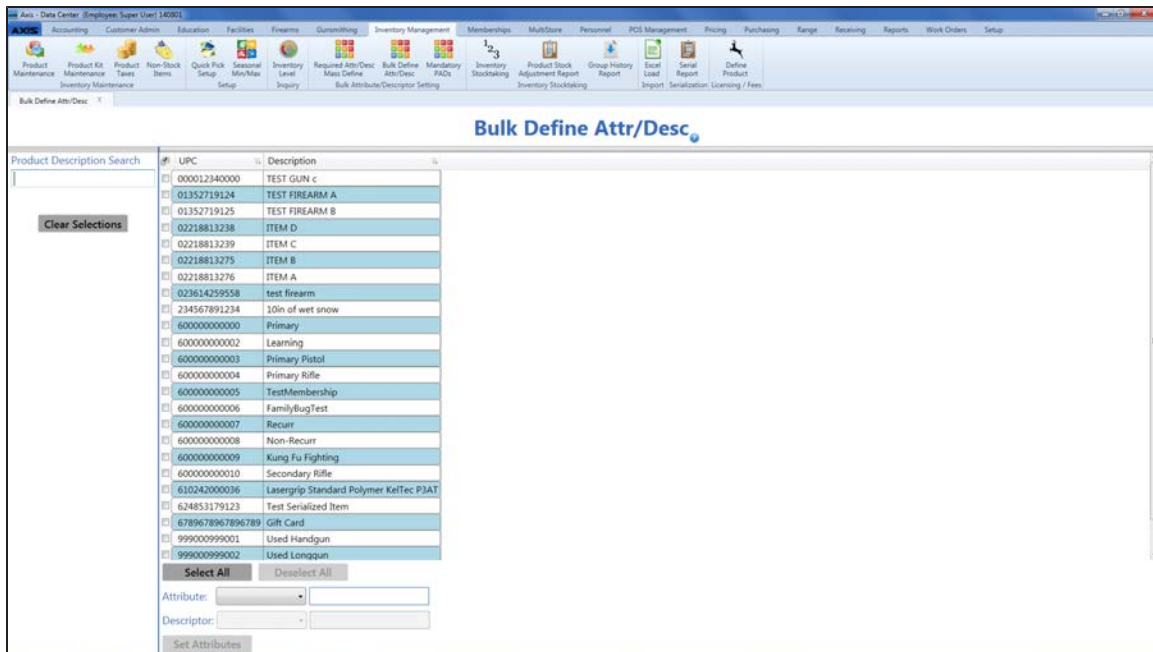 Axis - Data Center (Employee: Super User) 140801
AXIS Accounting Customer Admin Education Facilities Firearms Gunsmithing Inventory Management Memberships MultiStore Personnel POS Management Pricing Purchasing Range Receiving Reports Work Orders Setup
Product Maintenance Product Kit Maintenance Product Taxes Non-Stock Items Quick Pick Setup Seasonal Min/Max Inventory Level Required Attr/Desc Mass Define Bulk Define Attr/Desc Mandatory PADs 123 Inventory Stocktaking Product Stock Adjustment Report Group History Report Excel Load Serial Report Define Product
Inventory Maintenance Setup Inquiry Bulk Attribute/Descriptor Setting Inventory Stocktaking Import Serialization Licensing / Fees
Bulk Define Attr/Desc X
Bulk Define Attr/Desc ?
Product Description Search
Clear Selections
UPC Description
000012340000 TEST GUN c
01352719124 TEST FIREARM A
01352719125 TEST FIREARM B
02218813238 ITEM D
02218813239 ITEM C
02218813275 ITEM B
02218813276 ITEM A
023614259558 test firearm
234567891234 10in of wet snow
600000000000 Primary
600000000002 Learning
600000000003 Primary Pistol
600000000004 Primary Rifle
600000000005 TestMembership
600000000006 FamilyBugTest
600000000007 Recurr
600000000008 Non-Recurr
600000000009 Kung Fu Fighting
600000000010 Secondary Rifle
610242000036 Lasergrip Standard Polymer KelTec P3AT
624853179123 Test Serialized Item
6789678967896789 Gift Card
999000999001 Used Handgun
999000999002 Used Longgun
Select All Deselect All
Attribute:
Descriptor:
Set Attributes